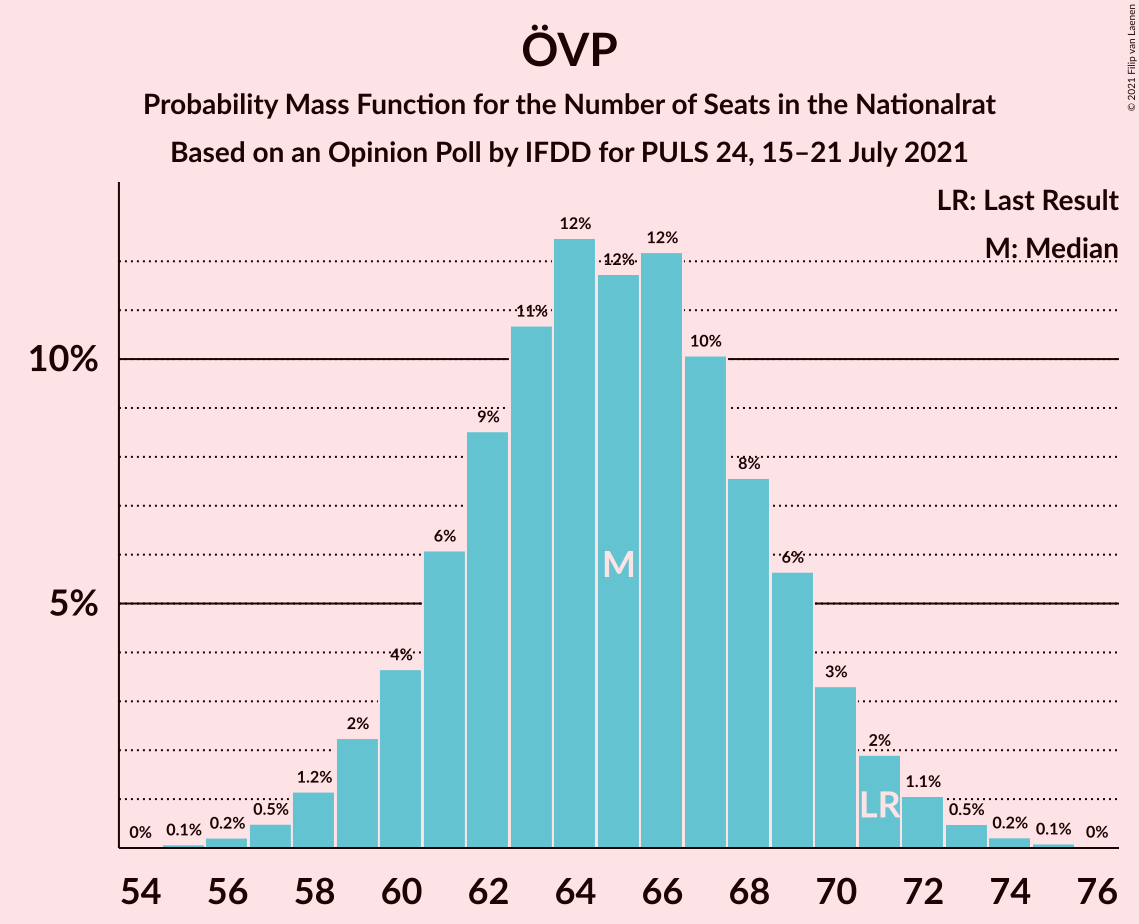 ÖVP
Probability Mass Function for the Number of Seats in the Nationalrat
Based on an Opinion Poll by IFDD for PULS 24, 15–21 July 2021
© 2021 Filip van Laenen
LR: Last Result
M: Median
10%
5%
0% 0.1% 0.2% 0.5% 1.2% 2% 4% 6% 9% 11% 12% 12% 12% 10% 8% 6% 3% 2% 1.1% 0.5% 0.2% 0.1% 0%
M
LR
54 56 58 60 62 64 66 68 70 72 74 76